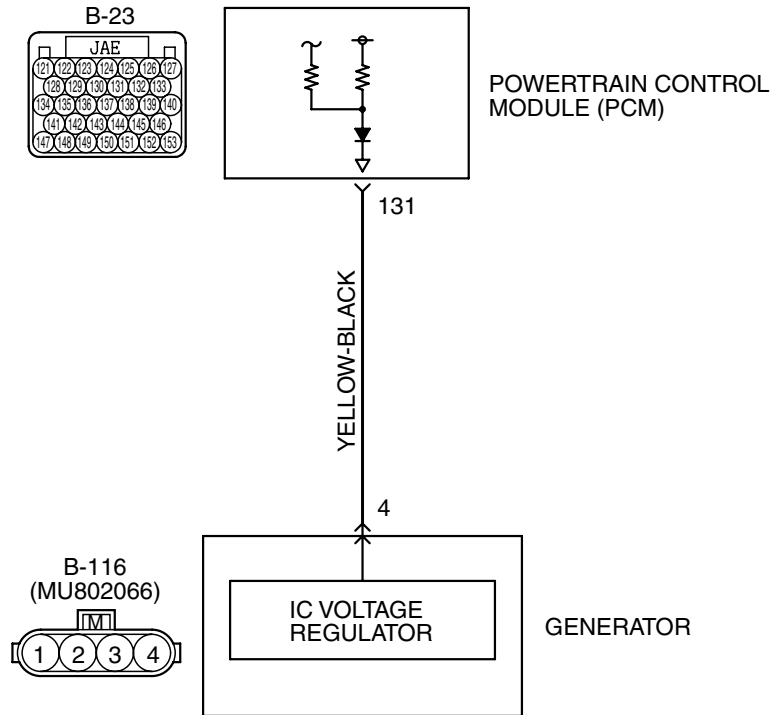 B-23
JAE
121 122 123 124 125 126 127
128 129 130 131 132 133
134 135 136 137 138 139 140
141 142 143 144 145 146
147 148 149 150 151 152 153
POWERTRAIN CONTROL
MODULE (PCM)
131
YELLOW-BLACK
4
B-116
(MU802066)
M
1 2 3 4
IC VOLTAGE
REGULATOR
GENERATOR